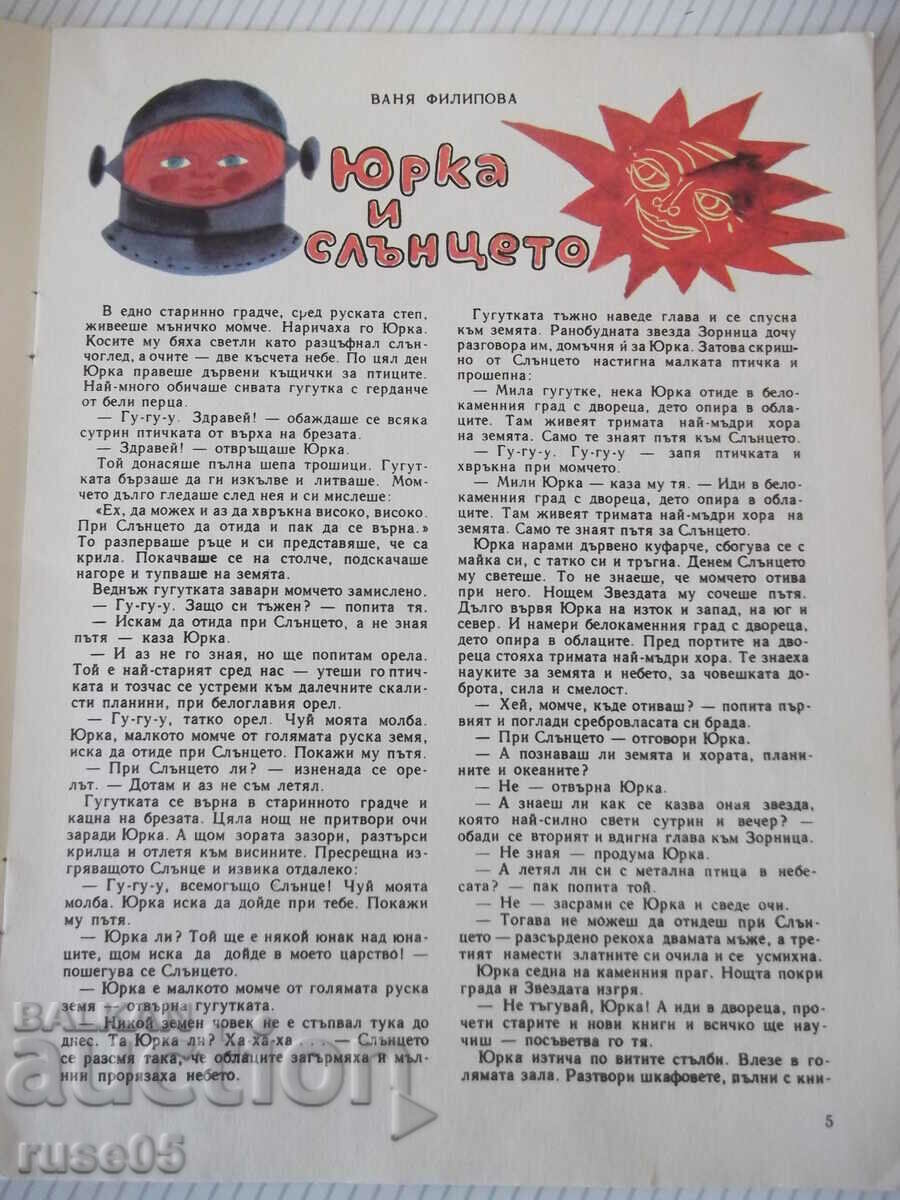 ВАНЯ ФИЛИПОВА
Юрка
и
слънцето
В едно старинно градче, сред руската степ,
живееше мъничко момче. Наричаха го Юрка.
Косите му бяха светли като разцъфнал слън-
чоглед, а очите — две късчета небе. По цял ден
Юрка правеше дървени къщички за птиците.
Най-много обичаше сивата гугутка с герданче
от бели перца.
— Гу-гу-у. Здравей! — обаждаше се всяка
сутрин птичката от върха на брезата.
— Здравей! — отвръщаше Юрка.
Той донасяше пълна шепа трошици. Гугут-
ката бързаше да ги изкълве и литваше. Мом-
чето дълго гледаше след нея и си мислеше:
«Ех, да можех и аз да хвръкна високо, високо.
При Слънцето да отида и пак да се върна.»
То разперваше ръце и си представяше, че са
крила. Покачваше се на столче, подскачаше
нагоре и тупваше на земята.
Веднъж гугутката завари момчето замислено.
— Гу-гу-у. Защо си тъжен? — попита тя.
— Искам да отида при Слънцето, а не зная
пътя — каза Юрка.
— И аз не го зная, но ще попитам орела.
Той е най-старият сред нас — утеши го птич-
ката и тозчас се устреми към далечните скали-
сти планини, при белоглавия орел.
— Гу-гу-у, татко орел. Чуй моята молба.
Юрка, малкото момче от голямата руска земя,
иска да отиде при Слънцето. Покажи му пътя.
— При Слънцето ли? — изненада се оре-
лът. — Дотам и аз не съм летял.
Гугутката се върна в старинното градче и
кацна на брезата. Цяла нощ не притвори очи
заради Юрка. А щом зората зазори, разтърси
крилца и отлетя към висините. Пресрещна из-
гряващото Слънце и извика отдалеко:
— Гу-гу-у, всемогъщо Слънце! Чуй моята
молба. Юрка иска да дойде при тебе. Покажи
му пътя.
— Юрка ли? Той ще е някой юнак над юна-
ците, щом иска да дойде в моето царство! —
пошегува се Слънцето.
— Юрка е малкото момче от голямата руска
земя — отвърна гугутката.
— Никой земен човек не е стъпвал тука до
днес. Та Юрка ли? Ха-ха-ха . . . — Слънцето
се разсмя така, че облаците загърмяха и мъл-
нии прорязаха небето.
Гугутката тъжно наведе глава и се спусна
към земята. Ранобудната звезда Зорница дочу
разговора им, домъчня ѝ за Юрка. Затова скриш-
но от Слънцето настигна малката птичка и
прошепна:
— Мила гугутке, нека Юрка отиде в бело-
каменния град с двореца, дето опира в обла-
ците. Там живеят тримата най-мъдри хора
на земята. Само те знаят пътя към Слънцето.
— Гу-гу-у. Гу-гу-у — запя птичката и
хвръкна при момчето.
— Мили Юрка — каза му тя. — Иди в бело-
каменния град с двореца, дето опира в обла-
ците. Там живеят тримата най-мъдри хора на
земята. Само те знаят пътя за Слънцето.
Юрка нарами дървено куфарче, сбогува се с
майка си, с татко си и тръгна. Денем Слънцето
му светеше. То не знаеше, че момчето отива
при него. Нощем Звездата му сочеше пътя.
Дълго вървя Юрка на изток и запад, на юг и
север. И намери белокаменния град с двореца,
дето опира в облаците. Пред портите на дво-
реца стояха тримата най-мъдри хора. Те знаеха
науките за земята и небето, за човешката до-
брота, сила и смелост.
— Хей, момче, къде отиваш? — попита пър-
вият и поглади сребровласата си брада.
— При Слънцето — отговори Юрка.
— А познаваш ли земята и хората, плани-
ните и океаните?
— Не — отвърна Юрка.
— А знаеш ли как се казва оная звезда,
която най-силно свети сутрин и вечер? —
обади се вторият и вдигна глава към Зорница.
— Не зная — продума Юрка.
— А летял ли си с метална птица в небе-
сата? — пак попита той.
— Не — засрами се Юрка и сведе очи.
— Тогава не можеш да отидеш при Слън-
цето — разсърдено рекоха двамата мъже, а тре-
тият намести златните си очила и се усмихна.
Юрка седна на каменния праг. Нощта покри
града и Звездата изгря.
— Не тъгувай, Юрка! А иди в двореца, про-
чети старите и нови книги и всичко ще нау-
чиш — посъветва го тя.
Юрка изтича по витите стълби. Влезе в го-
лямата зала. Разтвори шкафовете, пълни с кни-
5
BALKAN
auction
ruse05